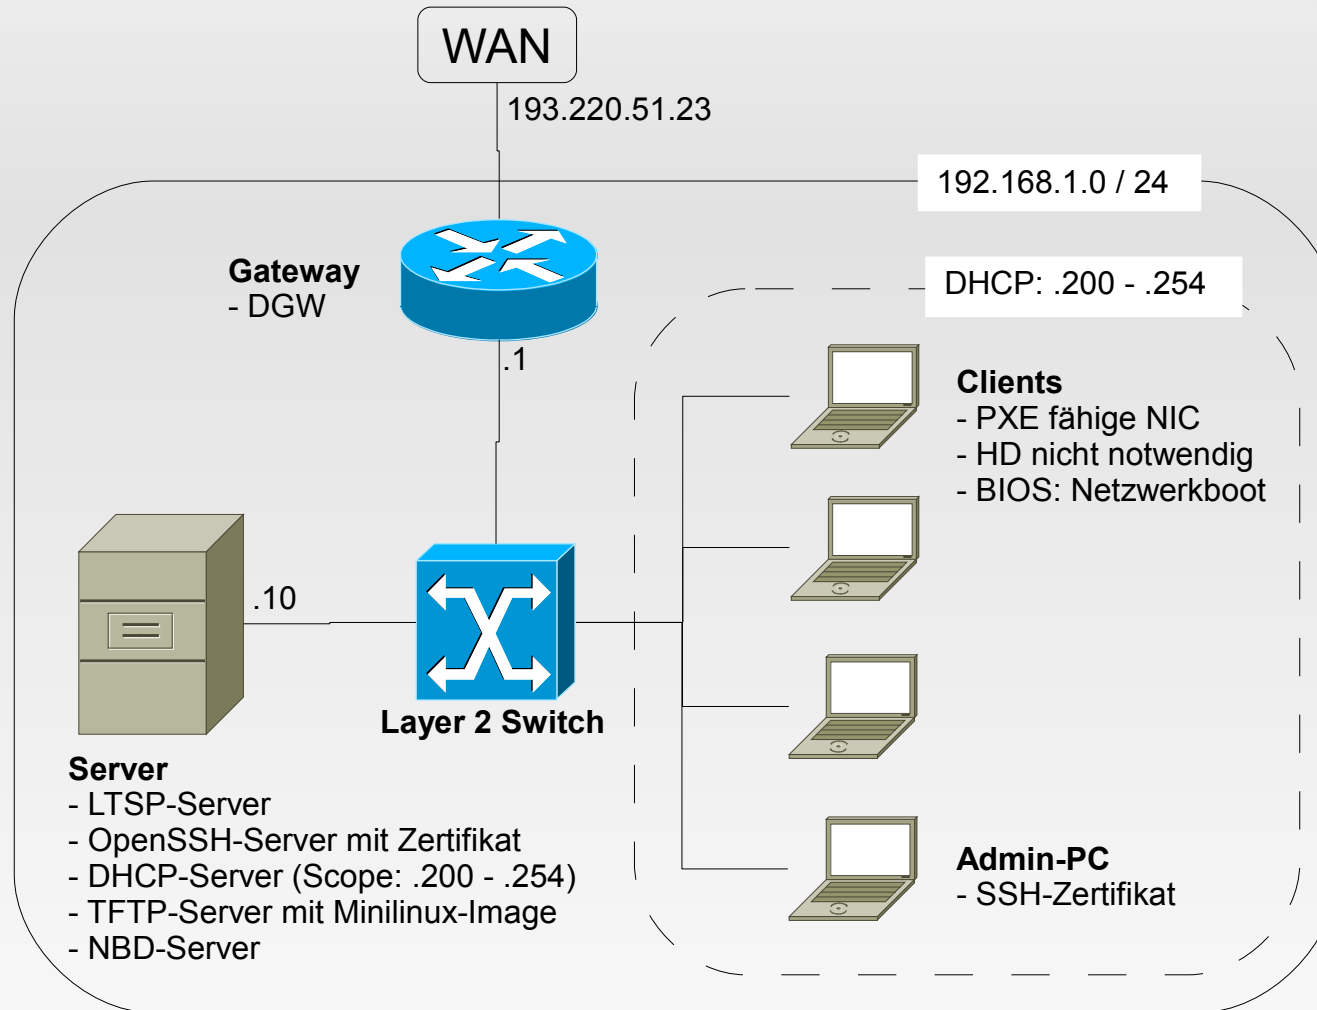 WAN
193.220.51.23
192.168.1.0 / 24
Gateway
- DGW
DHCP: .200 - .254
.1
Clients
- PXE fähige NIC
- HD nicht notwendig
- BIOS: Netzwerkboot
.10
Layer 2 Switch
Server
- LTSP-Server
- OpenSSH-Server mit Zertifikat
- DHCP-Server (Scope: .200 - .254)
- TFTP-Server mit Minilinux-Image
- NBD-Server
Admin-PC
- SSH-Zertifikat